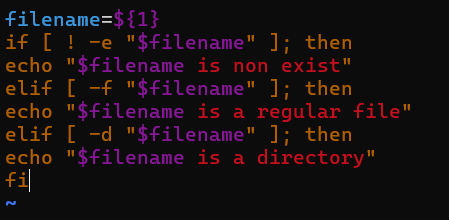 filename=${1}
if [ ! -e "$filename" ]; then
echo "$filename is non exist"
elif [ -f "$filename" ]; then
echo "$filename is a regular file"
elif [ -d "$filename" ]; then
echo "$filename is a directory"
fi
~